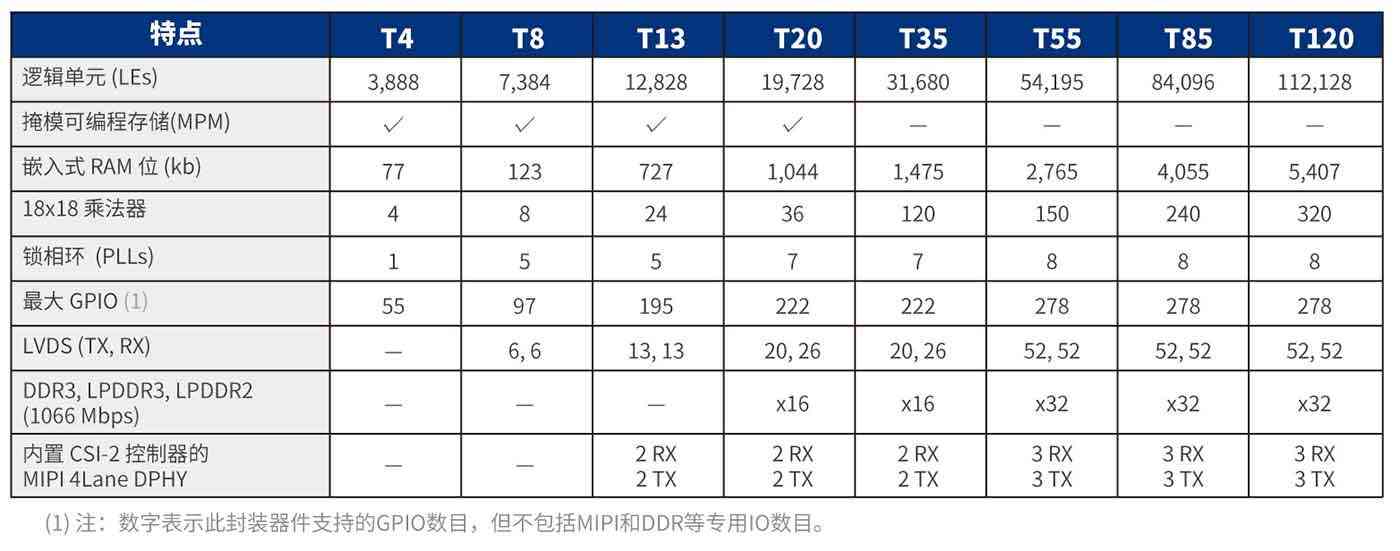 特点 T4 T8 T13 T20 T35 T55 T85 T120
逻辑单元 (LEs) 3,888 7,384 12,828 19,728 31,680 54,195 84,096 112,128
掩模可编程存储(MPM) ✓ ✓ ✓ ✓ — — — —
嵌入式 RAM 位 (kb) 77 123 727 1,044 1,475 2,765 4,055 5,407
18x18 乘法器 4 8 24 36 120 150 240 320
锁相环 (PLLs) 1 5 5 7 7 8 8 8
最大 GPIO (1) 55 97 195 222 222 278 278 278
LVDS (TX, RX) — 6, 6 13, 13 20, 26 20, 26 52, 52 52, 52 52, 52
DDR3, LPDDR3, LPDDR2
(1066 Mbps) — — — x16 x16 x32 x32 x32
内置 CSI-2 控制器的 — — 2 RX 2 RX 2 RX 3 RX 3 RX 3 RX
MIPI 4Lane DPHY 2 TX 2 TX 2 TX 3 TX 3 TX 3 TX
(1) 注：数字表示此封装器件支持的GPIO数目，但不包括MIPI和DDR等专用IO数目。